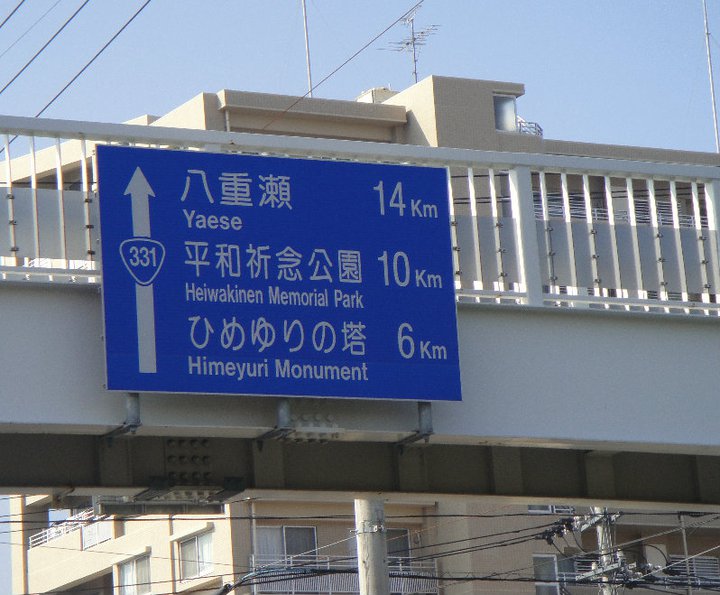 八重瀬 14Km
Yaese
331
平和祈念公園 10Km
Heiwakinen Memorial Park
ひめゆりの塔 6Km
Himeyuri Monument